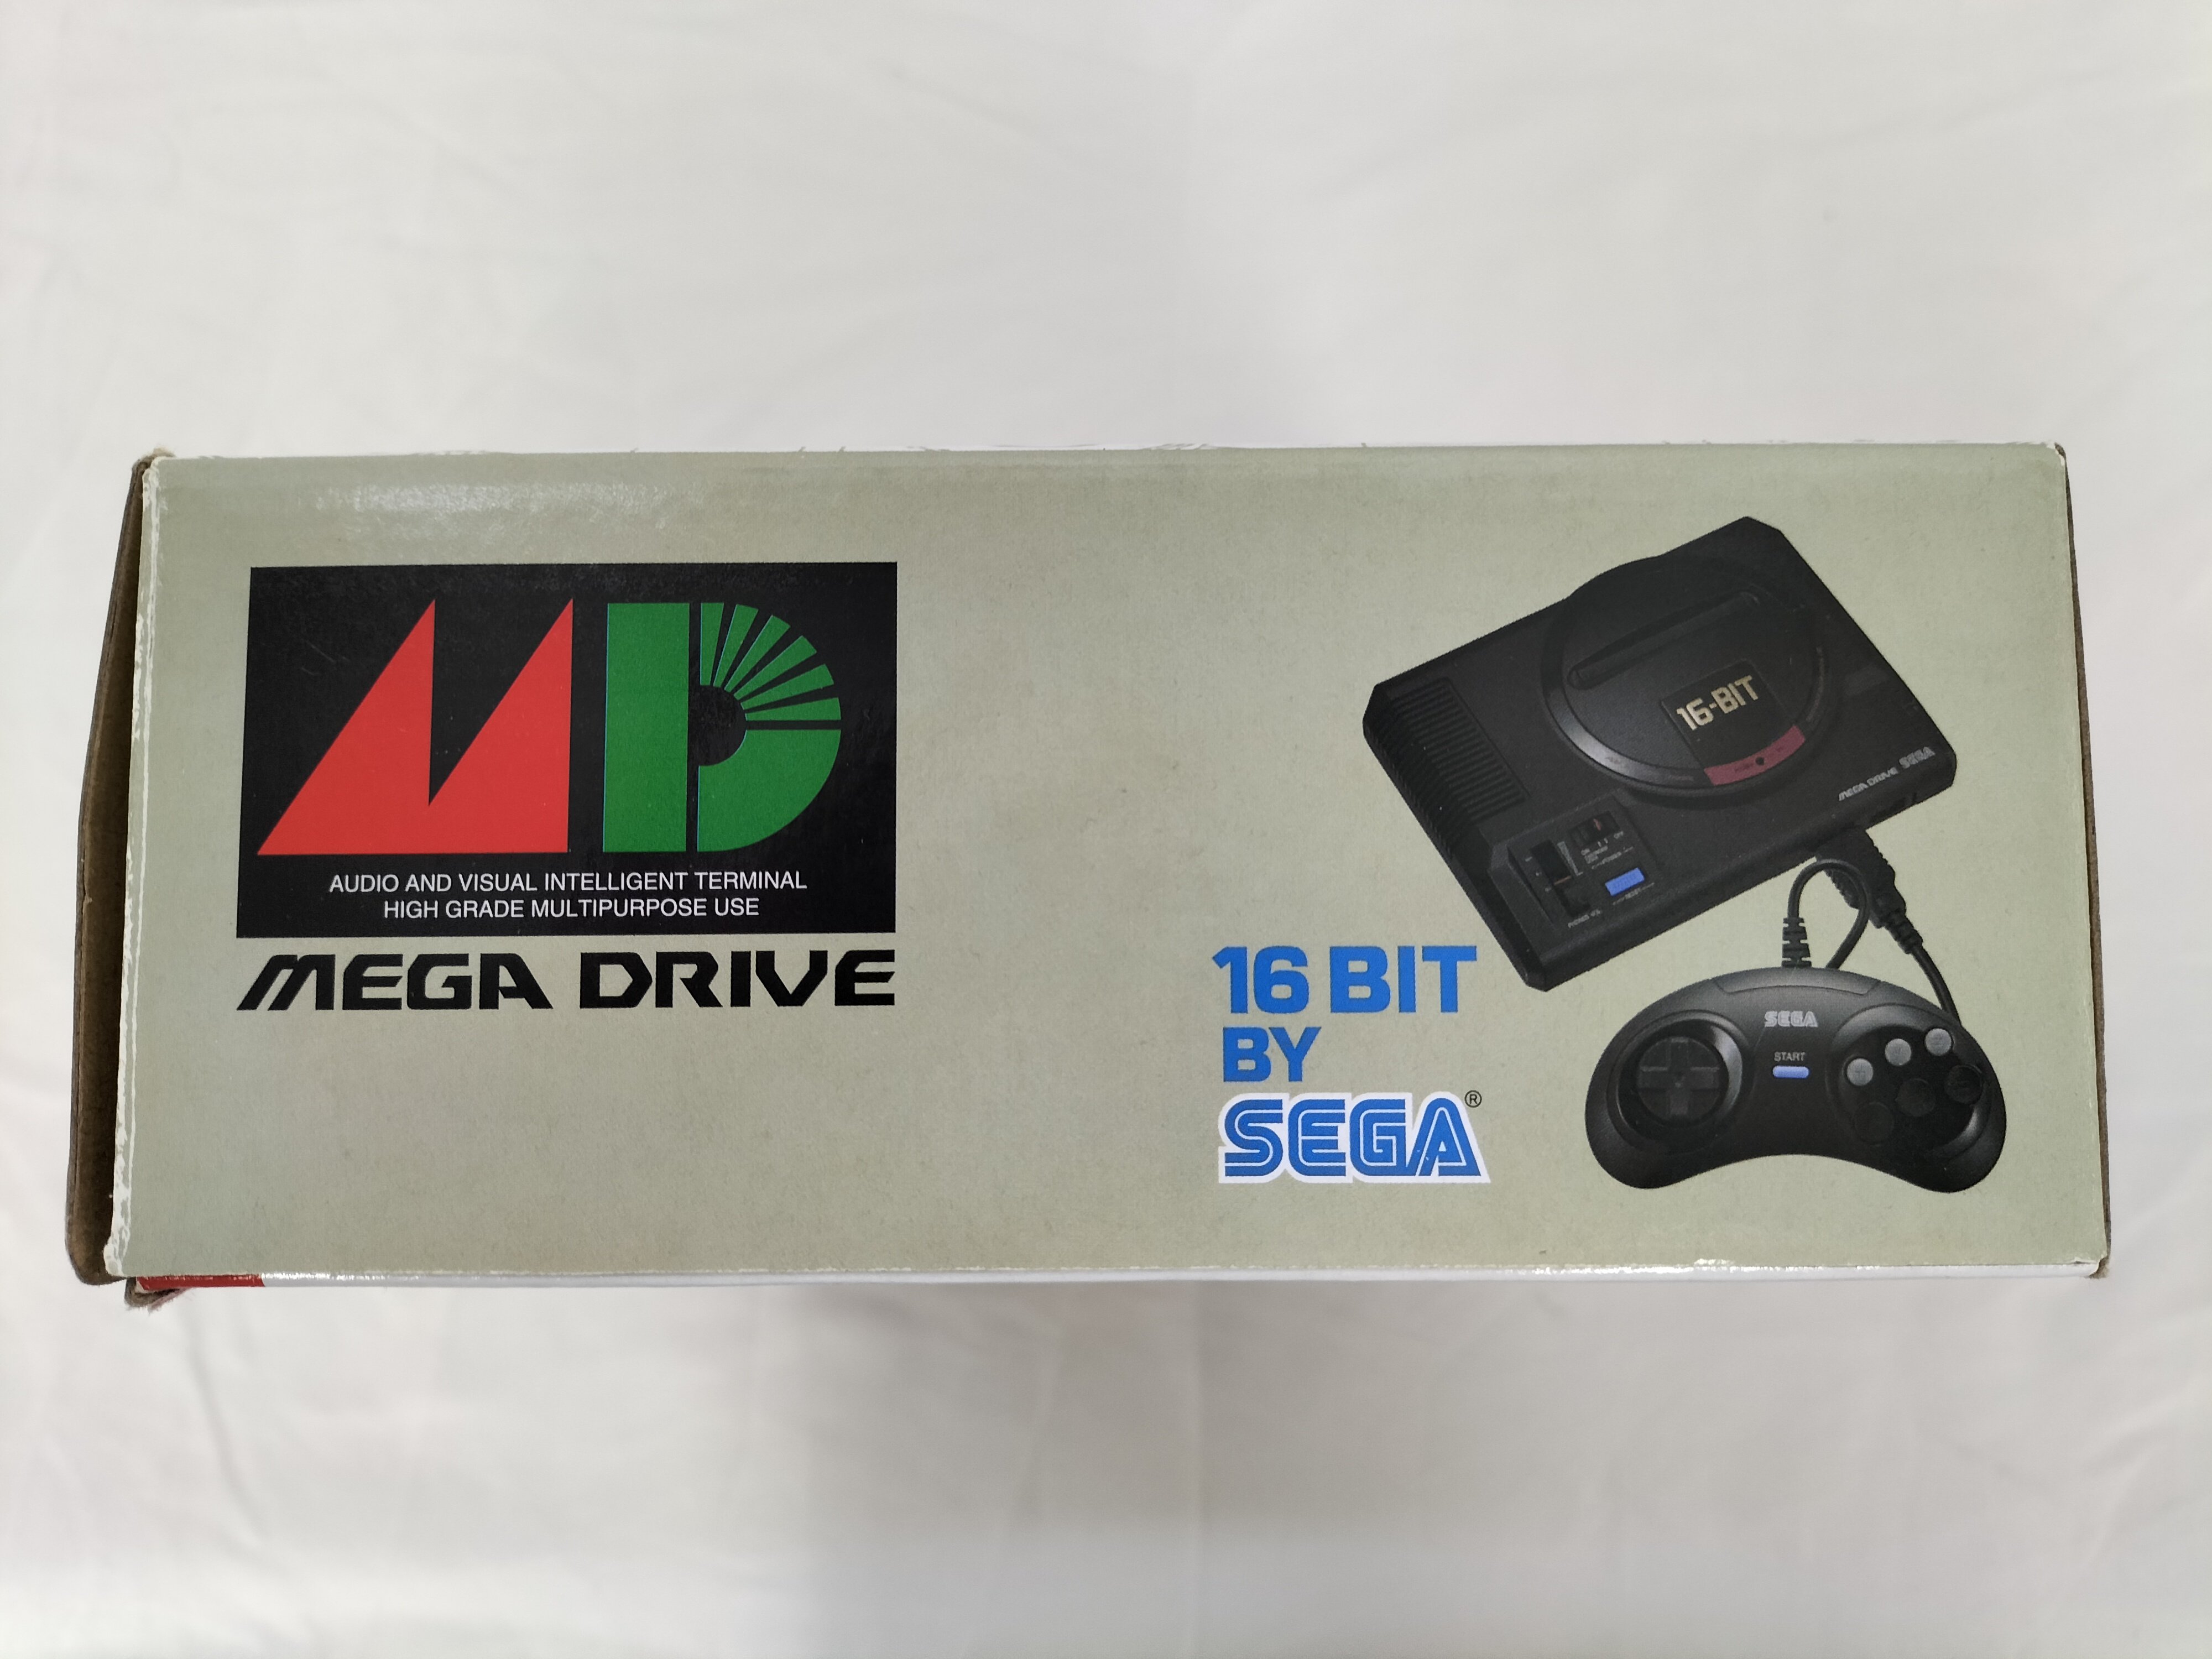 MD
AUDIO AND VISUAL INTELLIGENT TERMINAL
HIGH GRADE MULTIPURPOSE USE
MEGA DRIVE
16-BIT
MEGA DRIVE SEGA
16 BIT
BY
SEGA®
SEGA
START